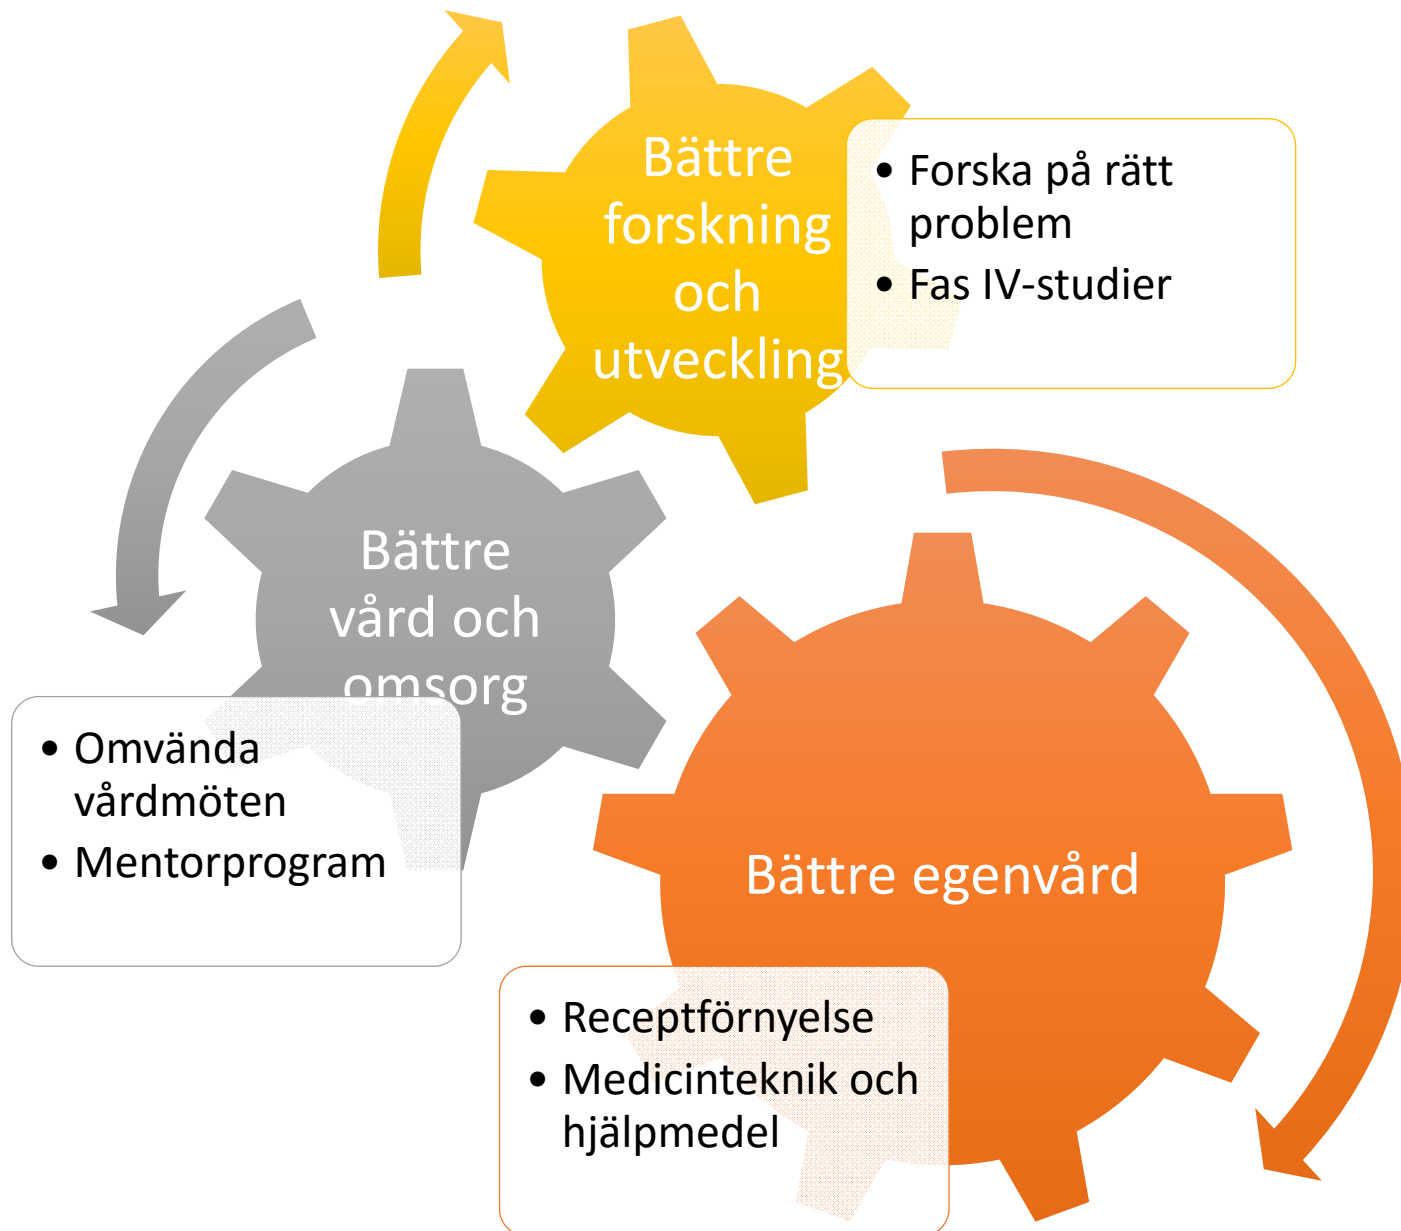 Bättre
forskning
och
utveckling
• Forska på rätt
problem
• Fas IV-studier
Bättre
vård och
omsorg
• Omvända
vårdmöten
• Mentorprogram
Bättre egenvård
• Receptförnyelse
• Medicinteknik och
hjälpmedel